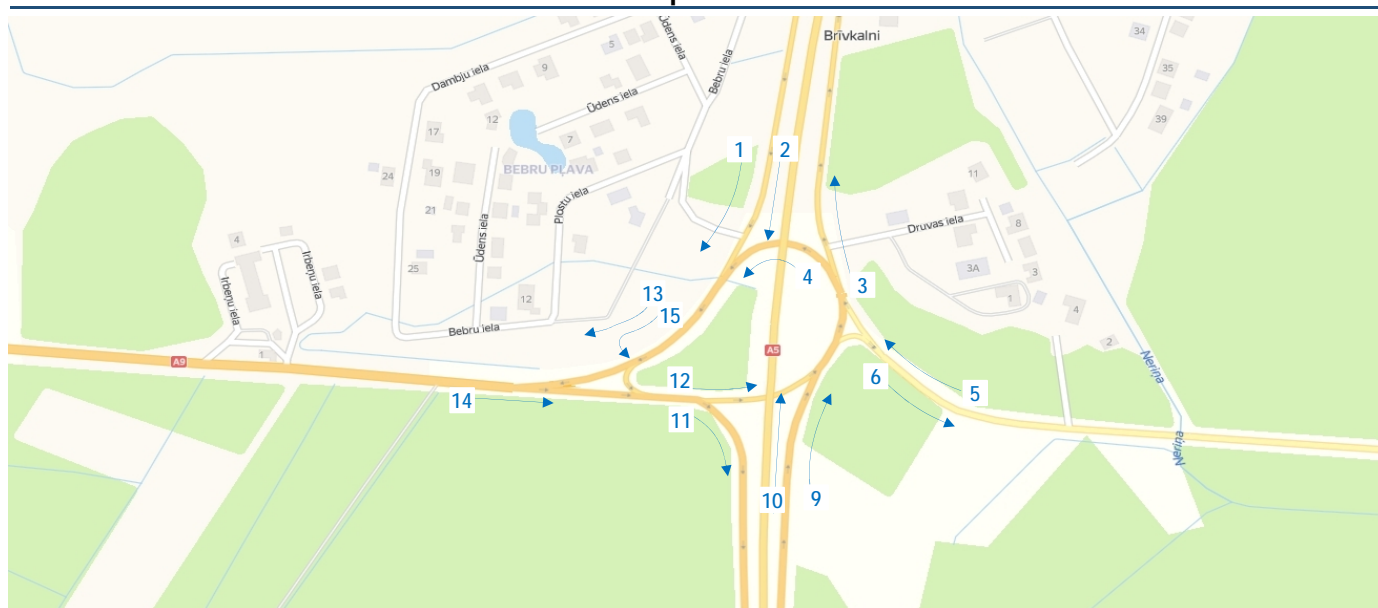 Brīvkalni
34
35
39
Ūdens iela
5
Bebru iela
Dambju iela
9
Ūdens iela
12
17
7
BEBRU PĻAVA
24
19
21
Plostu iela
Ūdens iela
25
12
Bebru iela
4
Irbeņu iela
Irbeņu iela
1
A9
A5
1
2
3
4
5
6
9
10
11
12
13
14
15
11
Druvas iela
8
3A
3
1
4
2
Neriņa
Neriņa